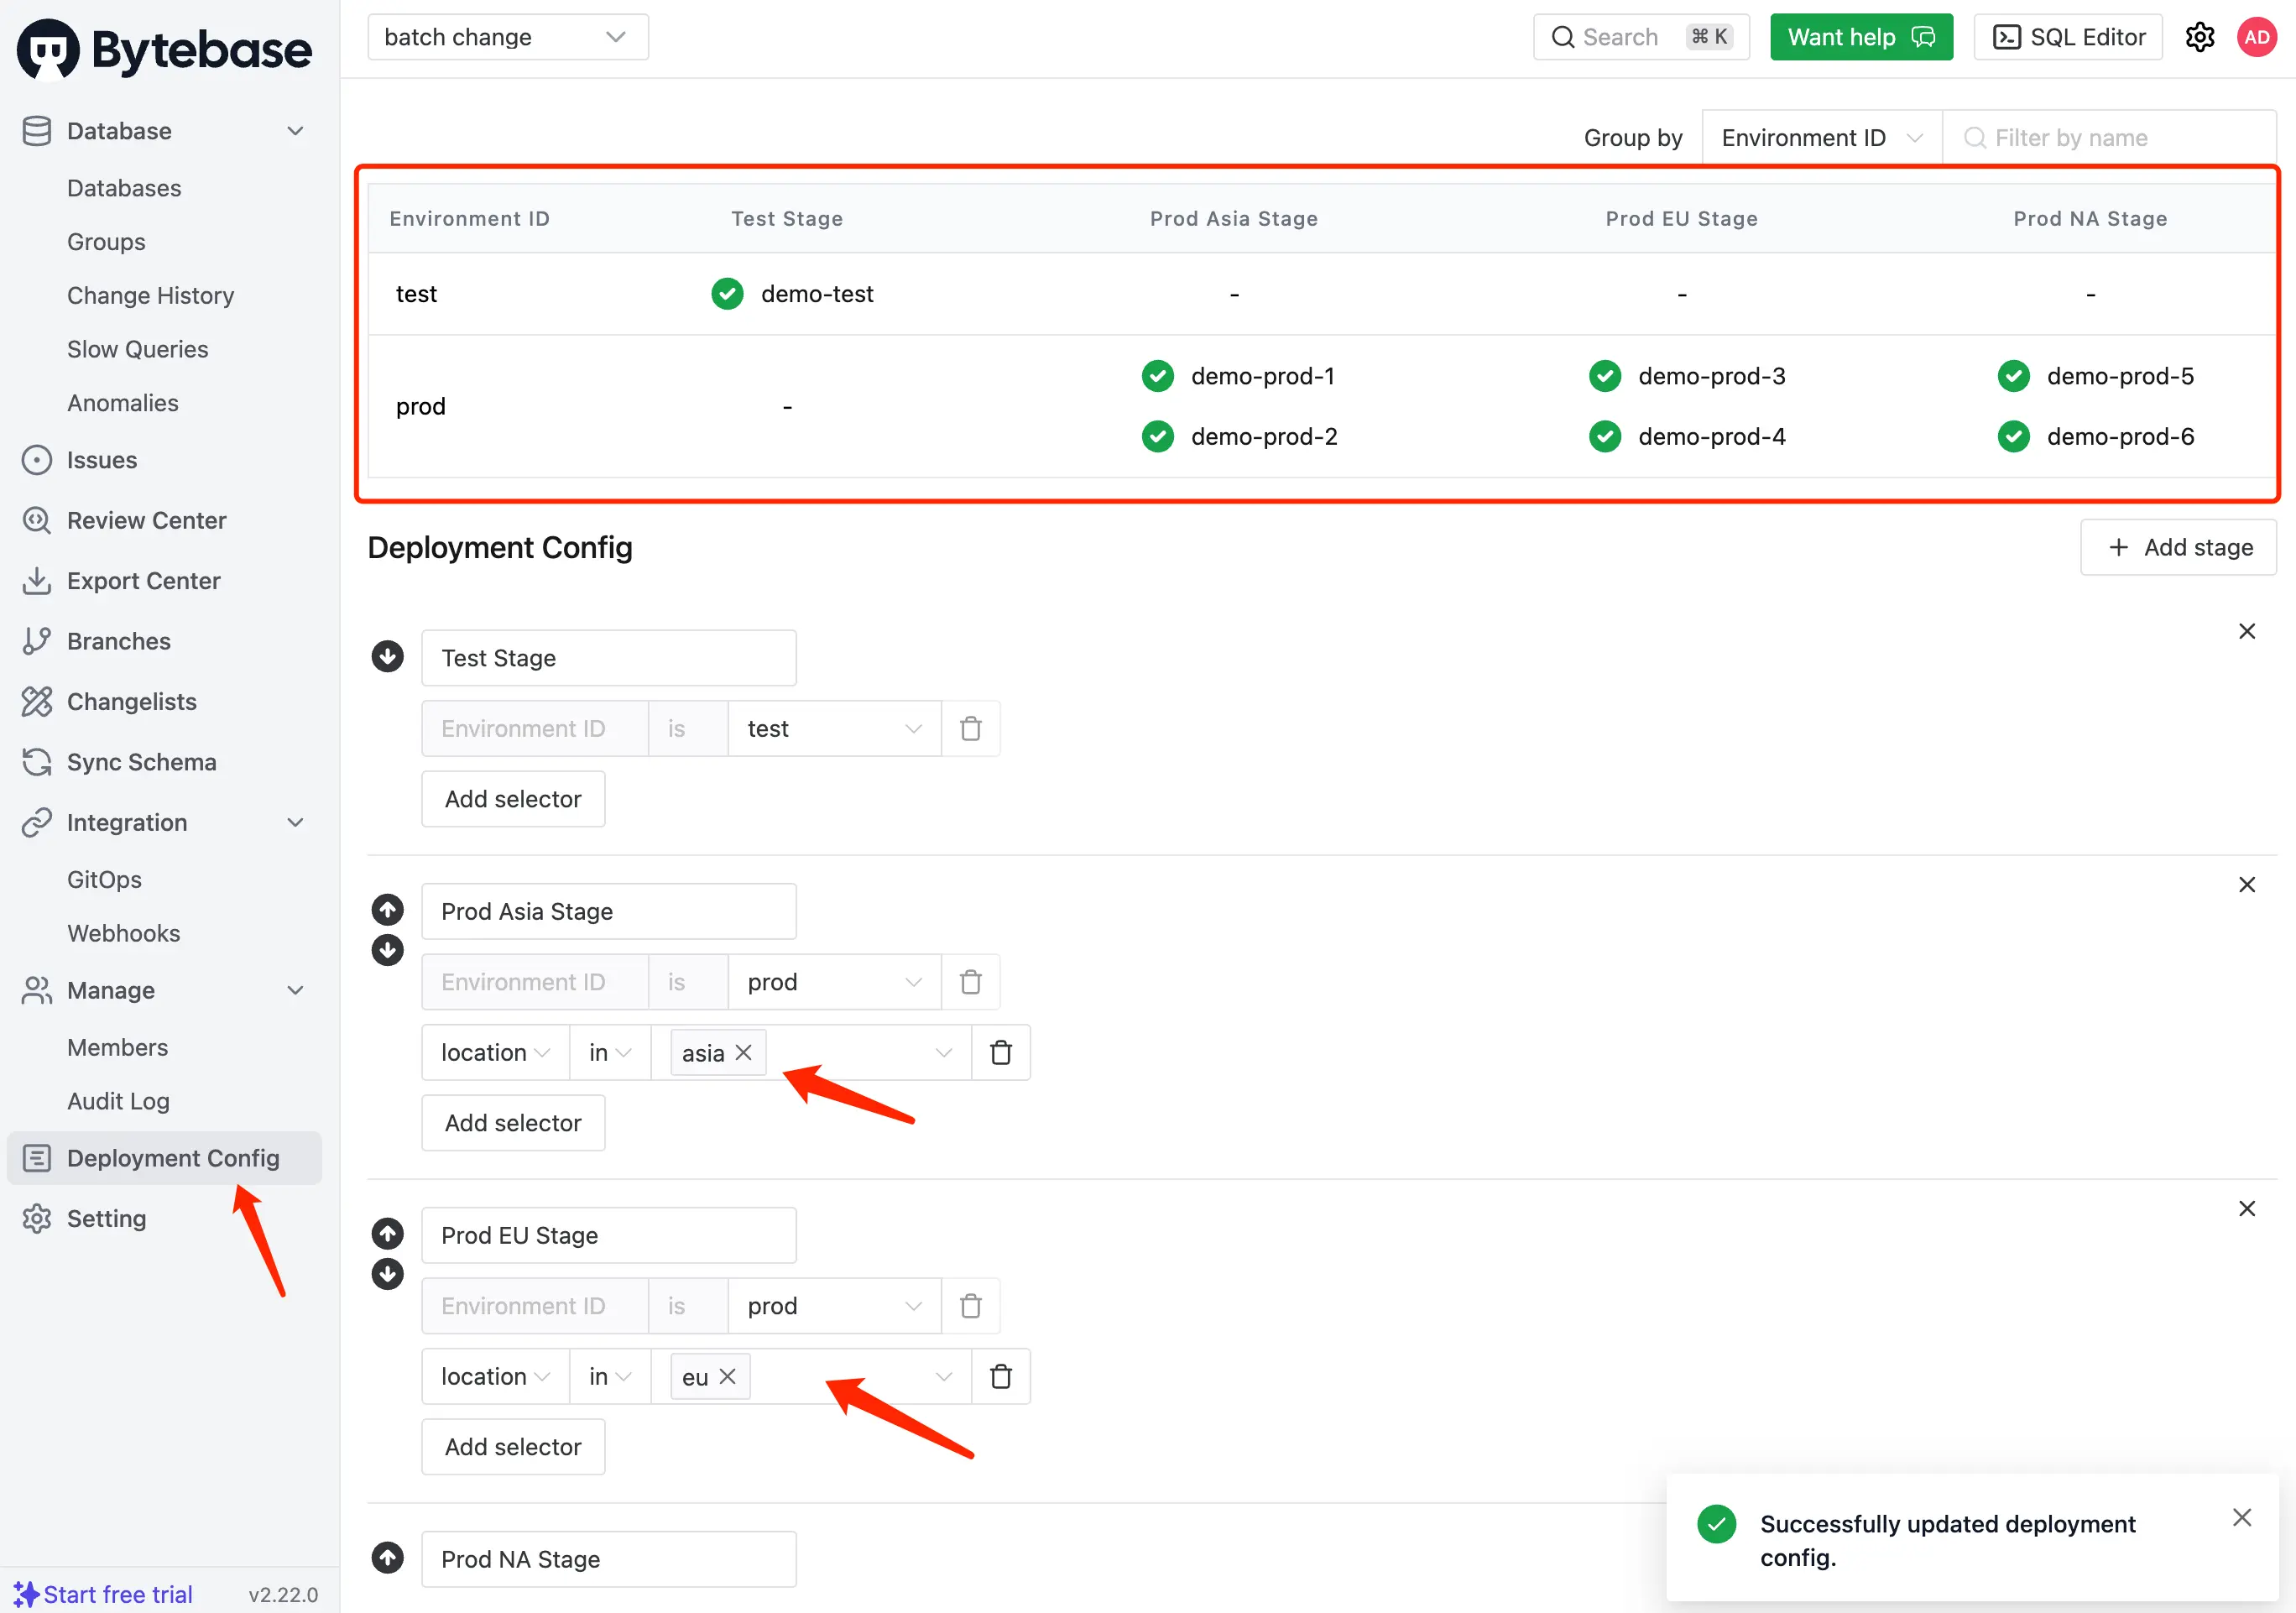 Bytebase
batch change
Search ⌘ K
Want help
SQL Editor
AD
Database
Databases
Groups
Change History
Slow Queries
Anomalies
Issues
Review Center
Export Center
Branches
Changelists
Sync Schema
Integration
GitOps
Webhooks
Manage
Members
Audit Log
Deployment Config
Setting
Start free trial v2.22.0
Group by Environment ID Filter by name
Environment ID Test Stage Prod Asia Stage Prod EU Stage Prod NA Stage
test demo-test - - -
prod - demo-prod-1 demo-prod-3 demo-prod-5
demo-prod-2 demo-prod-4 demo-prod-6
Deployment Config + Add stage
Test Stage
Environment ID is test
Add selector
Prod Asia Stage
Environment ID is prod
location in asia
Add selector
Prod EU Stage
Environment ID is prod
location in eu
Add selector
Prod NA Stage
Successfully updated deployment
config.